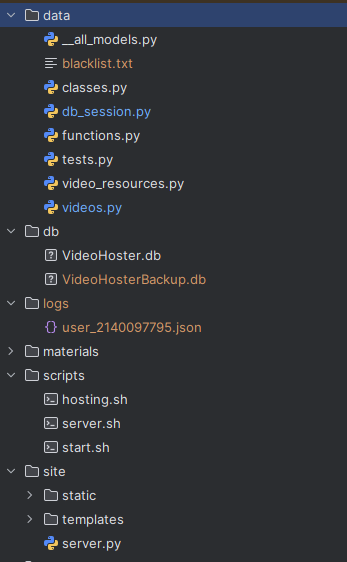 data
__all_models.py
blacklist.txt
classes.py
db_session.py
functions.py
tests.py
video_resources.py
videos.py
db
VideoHoster.db
VideoHosterBackup.db
logs
user_2140097795.json
materials
scripts
hosting.sh
server.sh
start.sh
site
static
templates
server.py